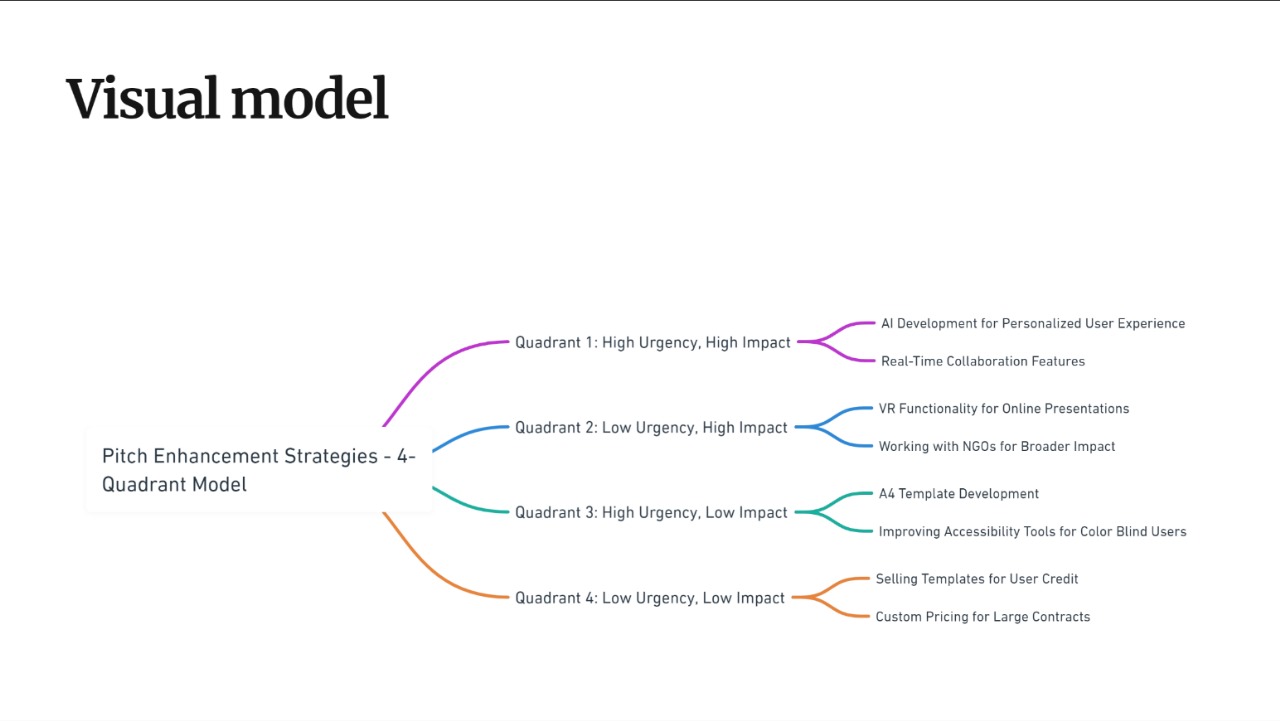 Visual model
Pitch Enhancement Strategies - 4-
Quadrant Model
Quadrant 1: High Urgency, High Impact
AI Development for Personalized User Experience
Real-Time Collaboration Features
Quadrant 2: Low Urgency, High Impact
VR Functionality for Online Presentations
Working with NGOs for Broader Impact
Quadrant 3: High Urgency, Low Impact
A4 Template Development
Improving Accessibility Tools for Color Blind Users
Quadrant 4: Low Urgency, Low Impact
Selling Templates for User Credit
Custom Pricing for Large Contracts